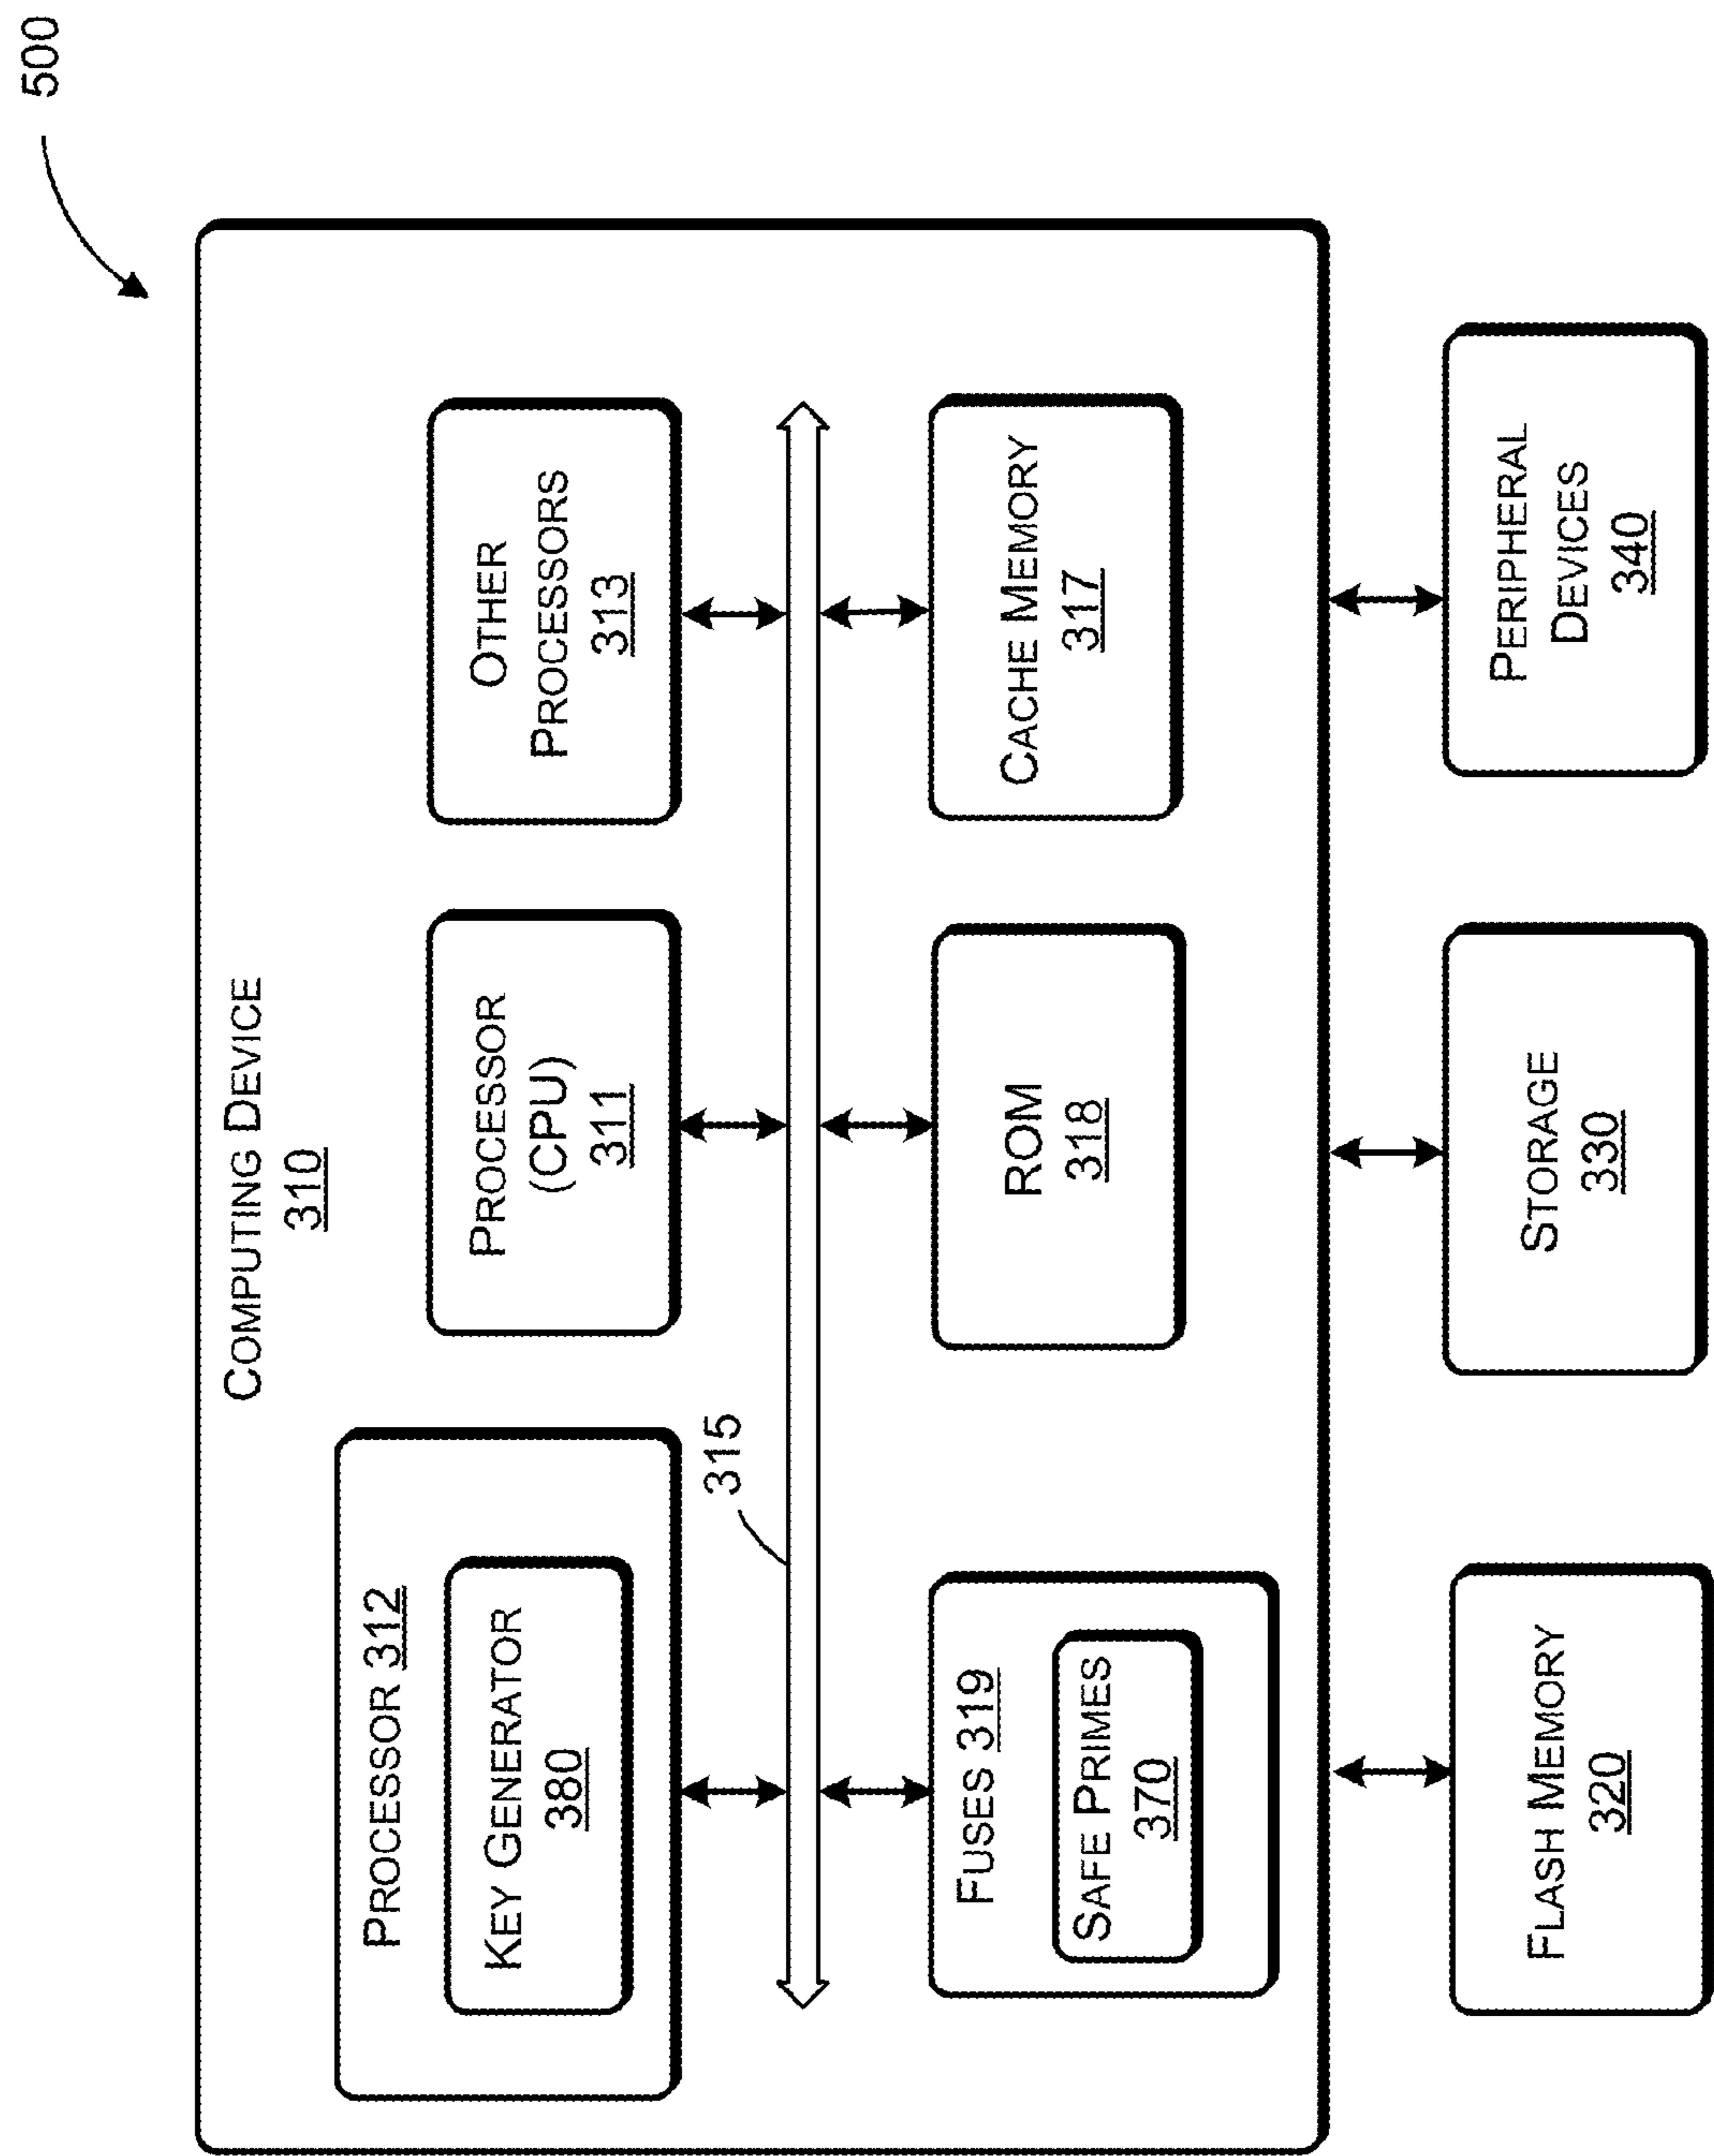 500
COMPUTING DEVICE
310
PROCESSOR 312
KEY GENERATOR
380
PROCESSOR
(CPU)
311
OTHER
PROCESSORS
313
315
FUSES 319
SAFE PRIMES
370
ROM
318
CACHE MEMORY
317
FLASH MEMORY
320
STORAGE
330
PERIPHERAL
DEVICES
340